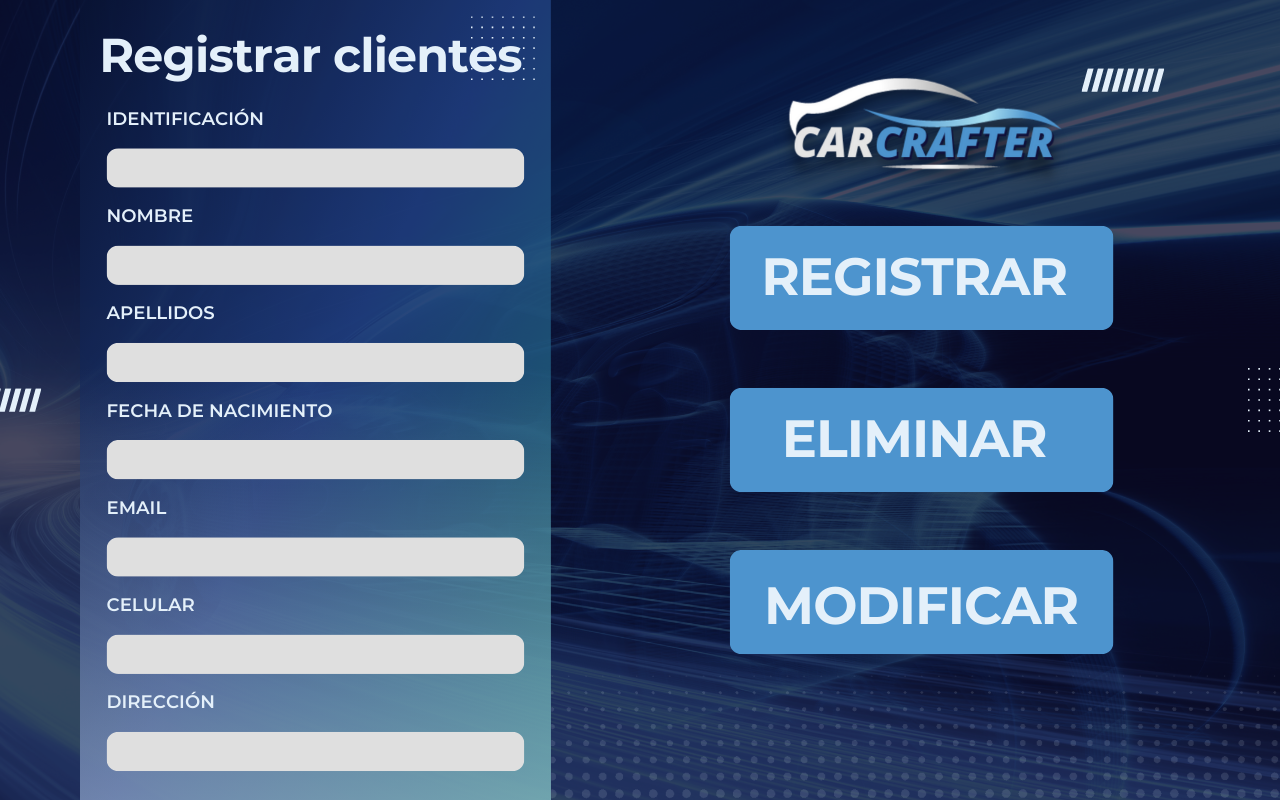 Registrar clientes
IDENTIFICACIÓN
NOMBRE
APELLIDOS
FECHA DE NACIMIENTO
EMAIL
CELULAR
DIRECCIÓN
CARCRAFTER
REGISTRAR
ELIMINAR
MODIFICAR